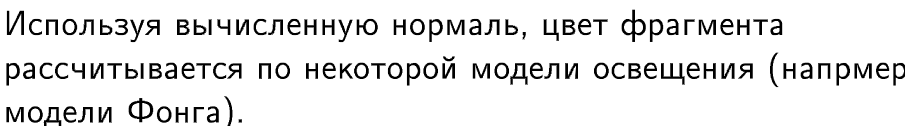 Используя вычисленную нормаль, цвет фрагмента
рассчитывается по некоторой модели освещения (напрмер
модели Фонга).